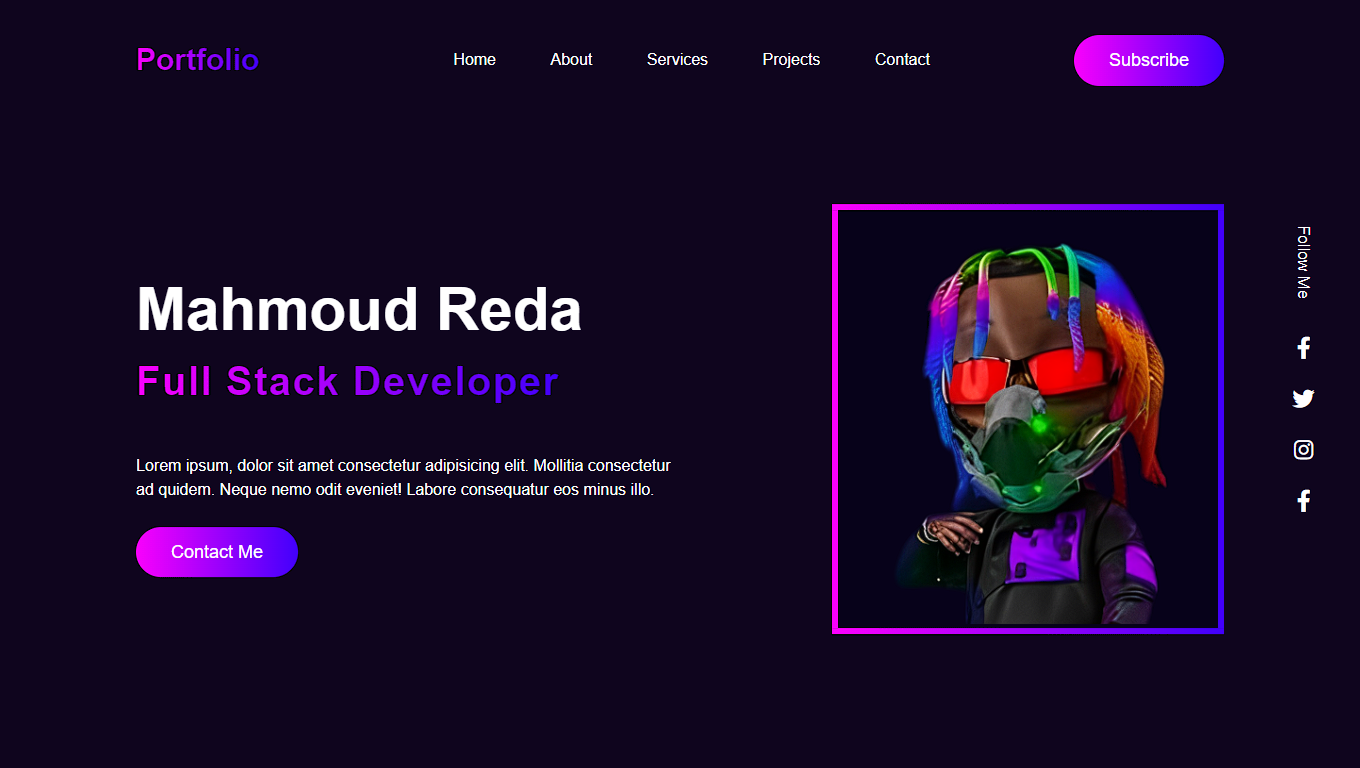 Portfolio
Home
About
Services
Projects
Contact
Subscribe
Mahmoud Reda
Full Stack Developer
Lorem ipsum, dolor sit amet consectetur adipisicing elit. Mollitia consectetur
ad quidem. Neque nemo odit eveniet! Labore consequatur eos minus illo.
Contact Me
Follow Me